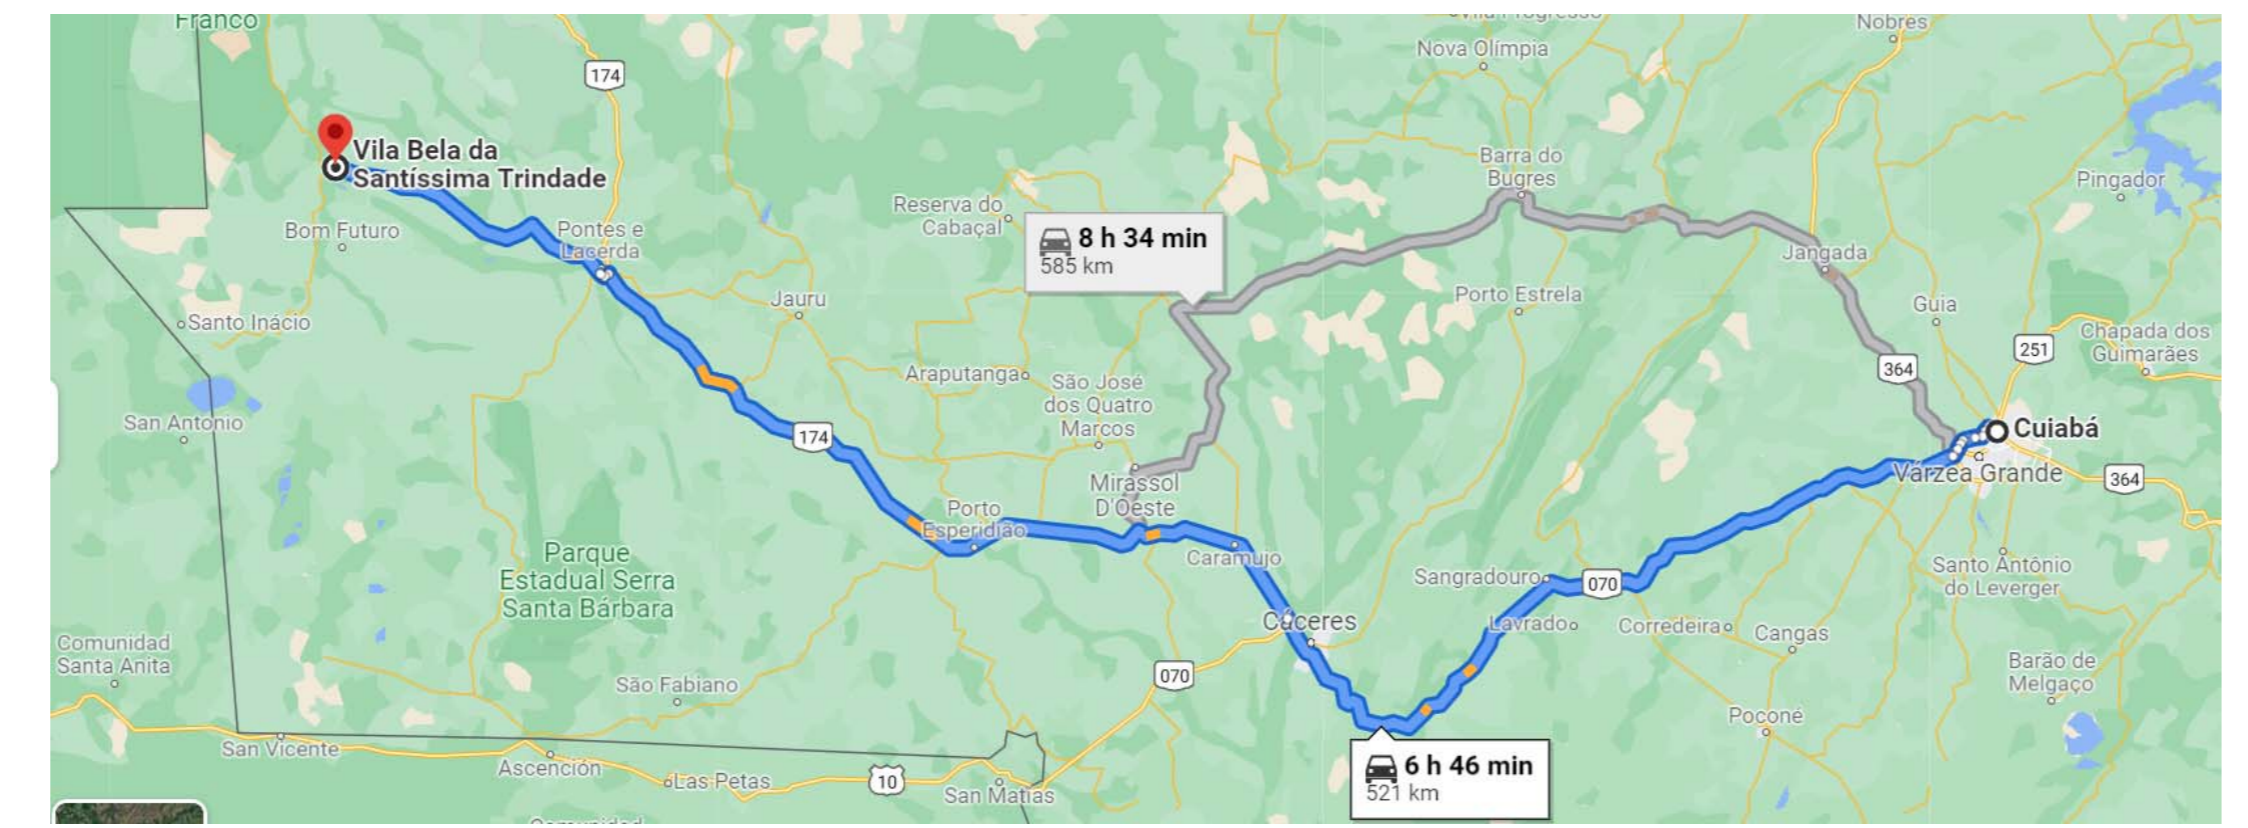 Franco
Nova Olímpia
Nobres
174
Vila Bela da
Santíssima Trindade
Barra do
Bugres
Pingador
Reserva do
Cabaçal
Bom Futuro
Pontes e
Lacerda
8 h 34 min
585 km
Jangada
Jauru
Porto Estrela
Guia
Santo Inácio
251
Chapada dos
Guimarães
364
Araputanga
São José
dos Quatro
Marcos
San Antonio
174
Cuiabá
Várzea Grande
364
Mirassol
D'Oeste
Porto
Esperidião
Caramujo
Parque
Estadual Serra
Santa Bárbara
Sangradouro
070
Santo Antônio
do Leverger
Cáceres
Lavrado
Corredeira
Cangas
Comunidad
Santa Anita
070
São Fabiano
Barão de
Melgaço
Poconé
San Vicente
Ascención
Las Petas
10
San Matías
6 h 46 min
521 km